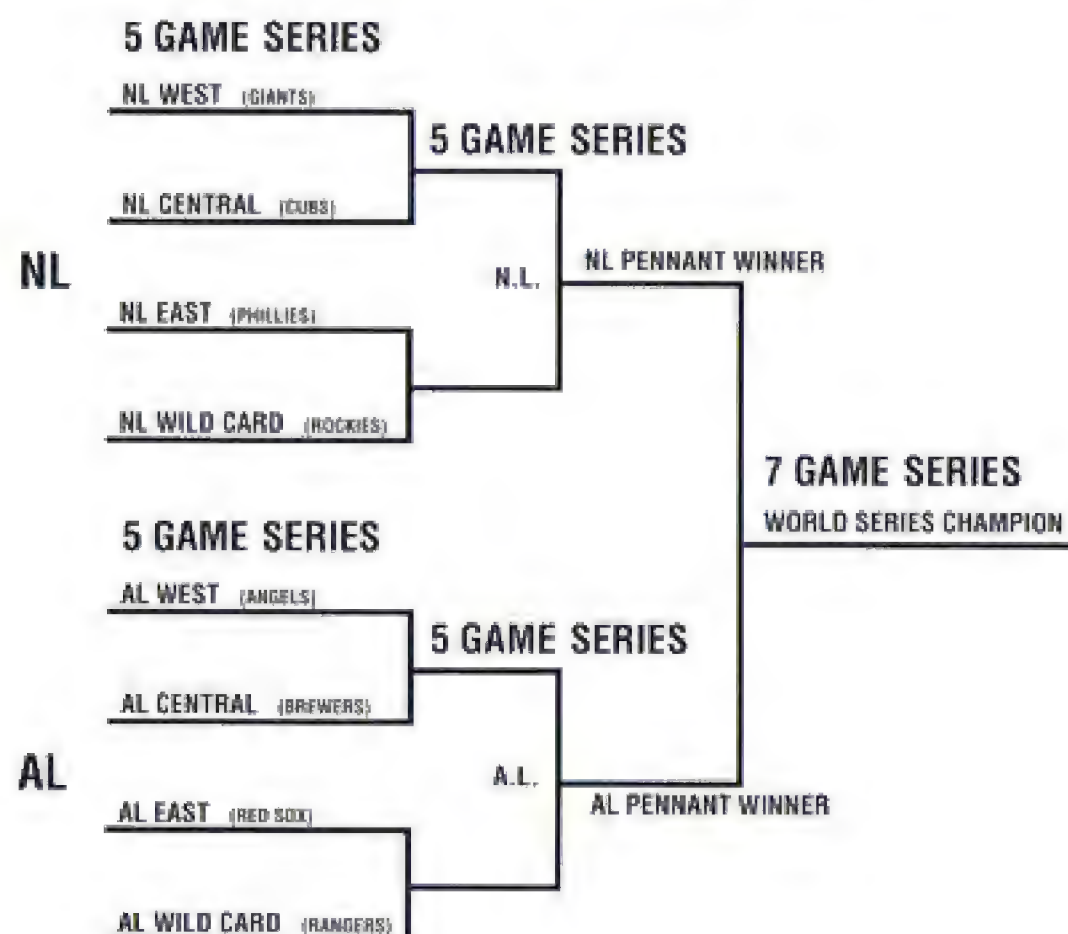 5 GAME SERIES
NL WEST (GIANTS)
5 GAME SERIES
NL CENTRAL (CUBS)
NL
N.L.
NL PENNANT WINNER
NL EAST (PHILLIES)
NL WILD CARD (ROCKIES)
7 GAME SERIES
WORLD SERIES CHAMPION
5 GAME SERIES
AL WEST (ANGELS)
5 GAME SERIES
AL CENTRAL (BREWERS)
AL
A.L.
AL PENNANT WINNER
AL EAST (RED SOX)
AL WILD CARD (RANGERS)